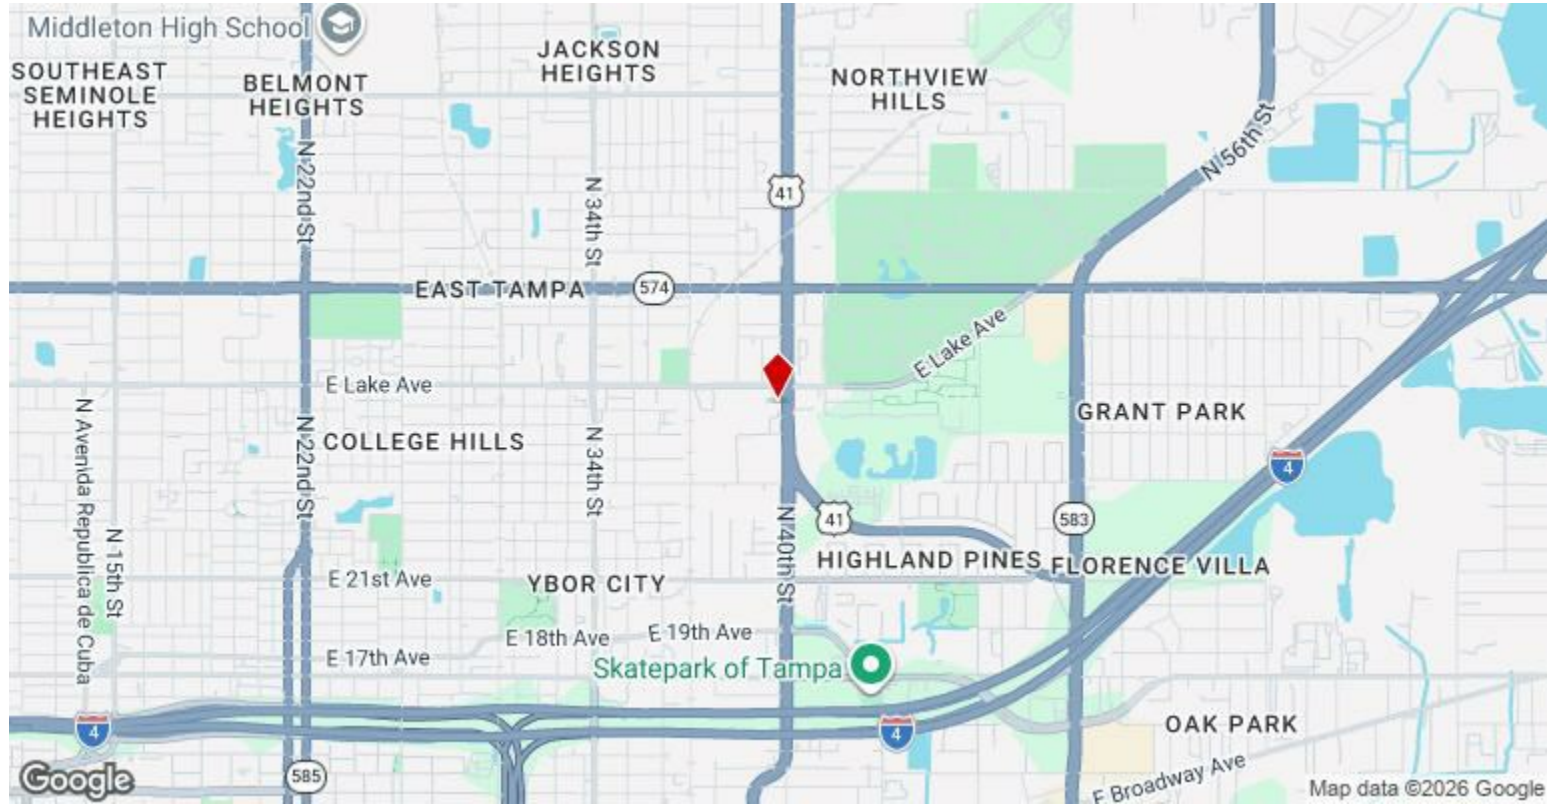 Middleton High School
SOUTHEAST
SEMINOLE
HEIGHTS
BELMONT
HEIGHTS
JACKSON
HEIGHTS
NORTHVIEW
HILLS
N 56th St
N 22nd St
N 34th St
41
EAST TAMPA
574
E Lake Ave
E Lake Ave
GRANT PARK
N Avenida Republica de Cuba
N 22nd St
COLLEGE HILLS
N 34th St
4
41
583
N 15th St
N 40th St
HIGHLAND PINES
FLORENCE VILLA
E 21st Ave
YBOR CITY
E 18th Ave
E 19th Ave
E 17th Ave
Skatepark of Tampa
4
4
OAK PARK
585
E Broadway Ave
Google
Map data ©2026 Google